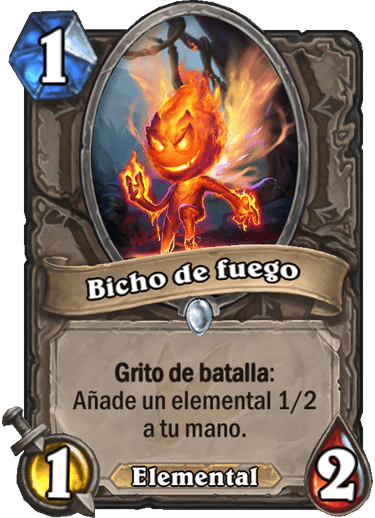 1
Bicho de fuego
Grito de batalla:
Añade un elemental 1/2
a tu mano.
1
Elemental
2